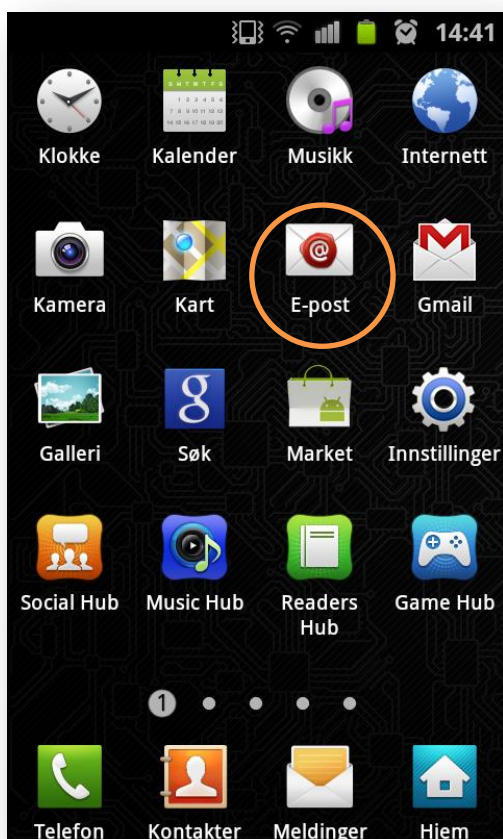 14:41
Klokke Kalender Musikk Internett
Kamera Kart E-post Gmail
Galleri Søk Market Innstillinger
Social Hub Music Hub Readers Hub Game Hub
1
Telefon Kontakter Meldinger Hjem